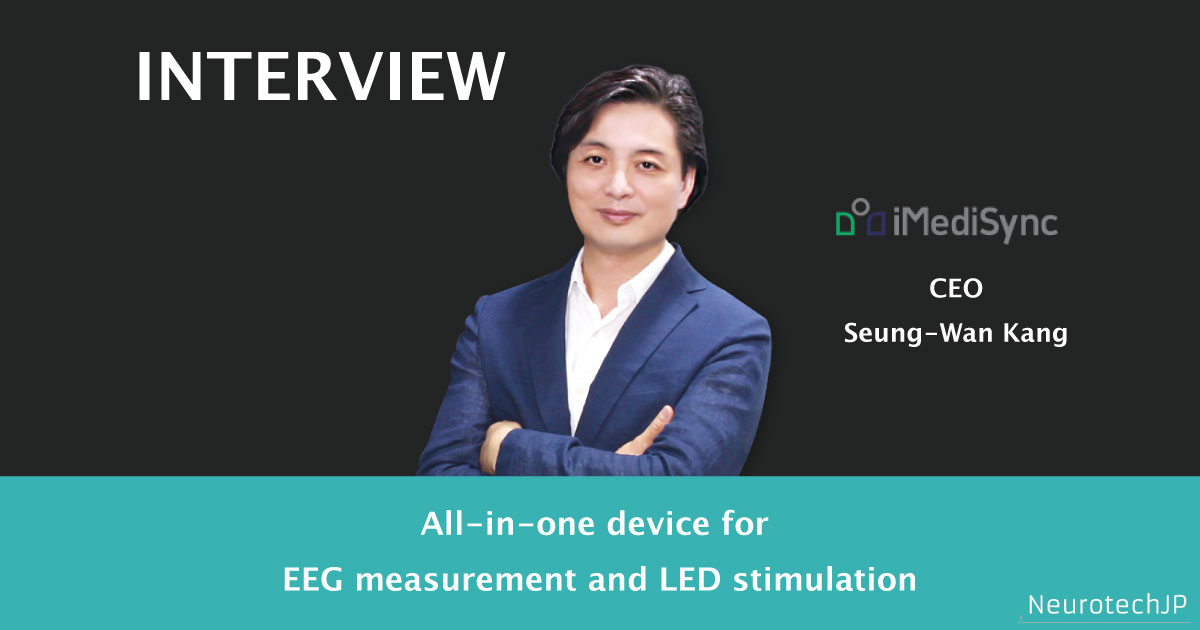 INTERVIEW
iMediSync
CEO
Seung-Wan Kang
All-in-one device for
EEG measurement and LED stimulation
NeurotechJP